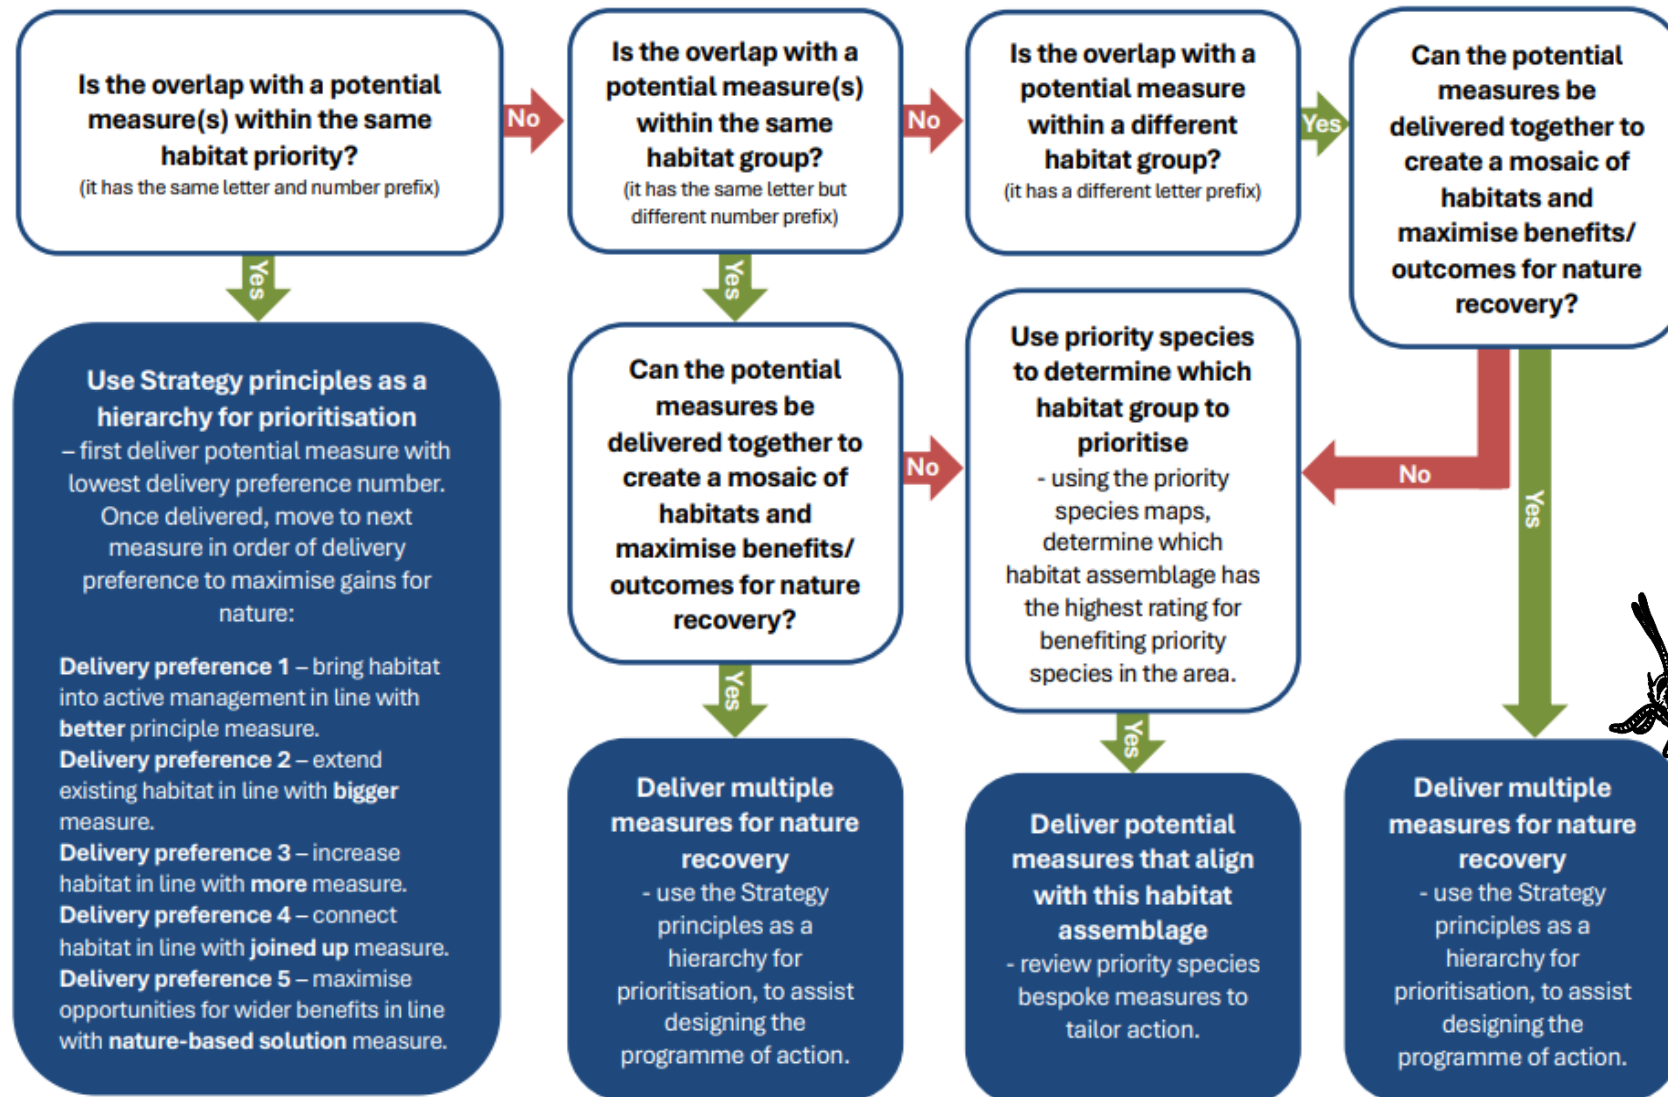 Is the overlap with a potential
measure(s) within the same
habitat priority?
(it has the same letter and number prefix)
No
Is the overlap with a
potential measure(s)
within the same
habitat group?
(it has the same letter but
different number prefix)
No
Is the overlap with a
potential measure
within a different
habitat group?
(it has a different letter prefix)
Yes
Can the potential
measures be
delivered together to
create a mosaic of
habitats and
maximise benefits/
outcomes for nature
recovery?
Yes
Use Strategy principles as a
hierarchy for prioritisation
– first deliver potential measure with
lowest delivery preference number.
Once delivered, move to next
measure in order of delivery
preference to maximise gains for
nature:
Delivery preference 1 – bring habitat
into active management in line with
better principle measure.
Delivery preference 2 – extend
existing habitat in line with bigger
measure.
Delivery preference 3 – increase
habitat in line with more measure.
Delivery preference 4 – connect
habitat in line with joined up measure.
Delivery preference 5 – maximise
opportunities for wider benefits in line
with nature-based solution measure.
Yes
Can the potential
measures be
delivered together to
create a mosaic of
habitats and
maximise benefits/
outcomes for nature
recovery?
No
Use priority species
to determine which
habitat group to
prioritise
- using the priority
species maps,
determine which
habitat assemblage has
the highest rating for
benefiting priority
species in the area.
No
Yes
Yes
Deliver multiple
measures for nature
recovery
- use the Strategy
principles as a
hierarchy for
prioritisation, to assist
designing the
programme of action.
Yes
Deliver potential
measures that align
with this habitat
assemblage
- review priority species
bespoke measures to
tailor action.
Deliver multiple
measures for nature
recovery
- use the Strategy
principles as a
hierarchy for
prioritisation, to assist
designing the
programme of action.